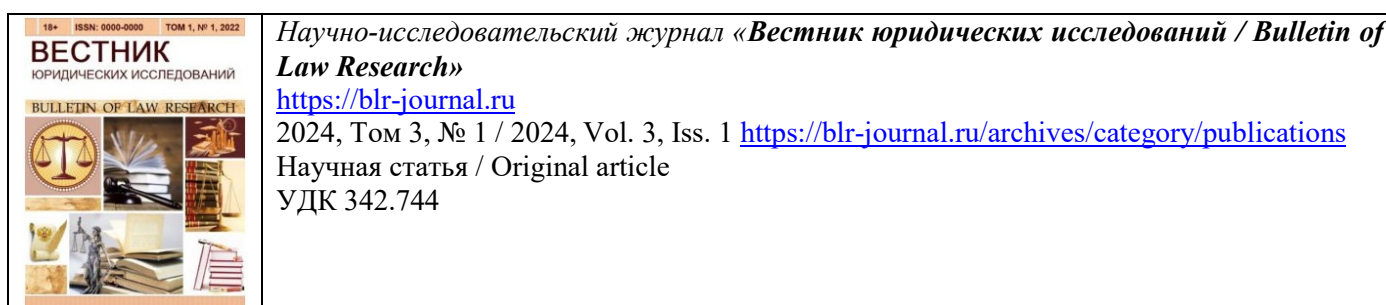 18+ ISSN: 0000-0000 ТОМ 1, № 1, 2022
ВЕСТНИК
ЮРИДИЧЕСКИХ ИССЛЕДОВАНИЙ
BULLETIN OF LAW RESEARCH
Научно-исследовательский журнал «Вестник юридических исследований / Bulletin of
Law Research»
https://blr-journal.ru
2024, Том 3, № 1 / 2024, Vol. 3, Iss. 1 https://blr-journal.ru/archives/category/publications
Научная статья / Original article
УДК 342.744